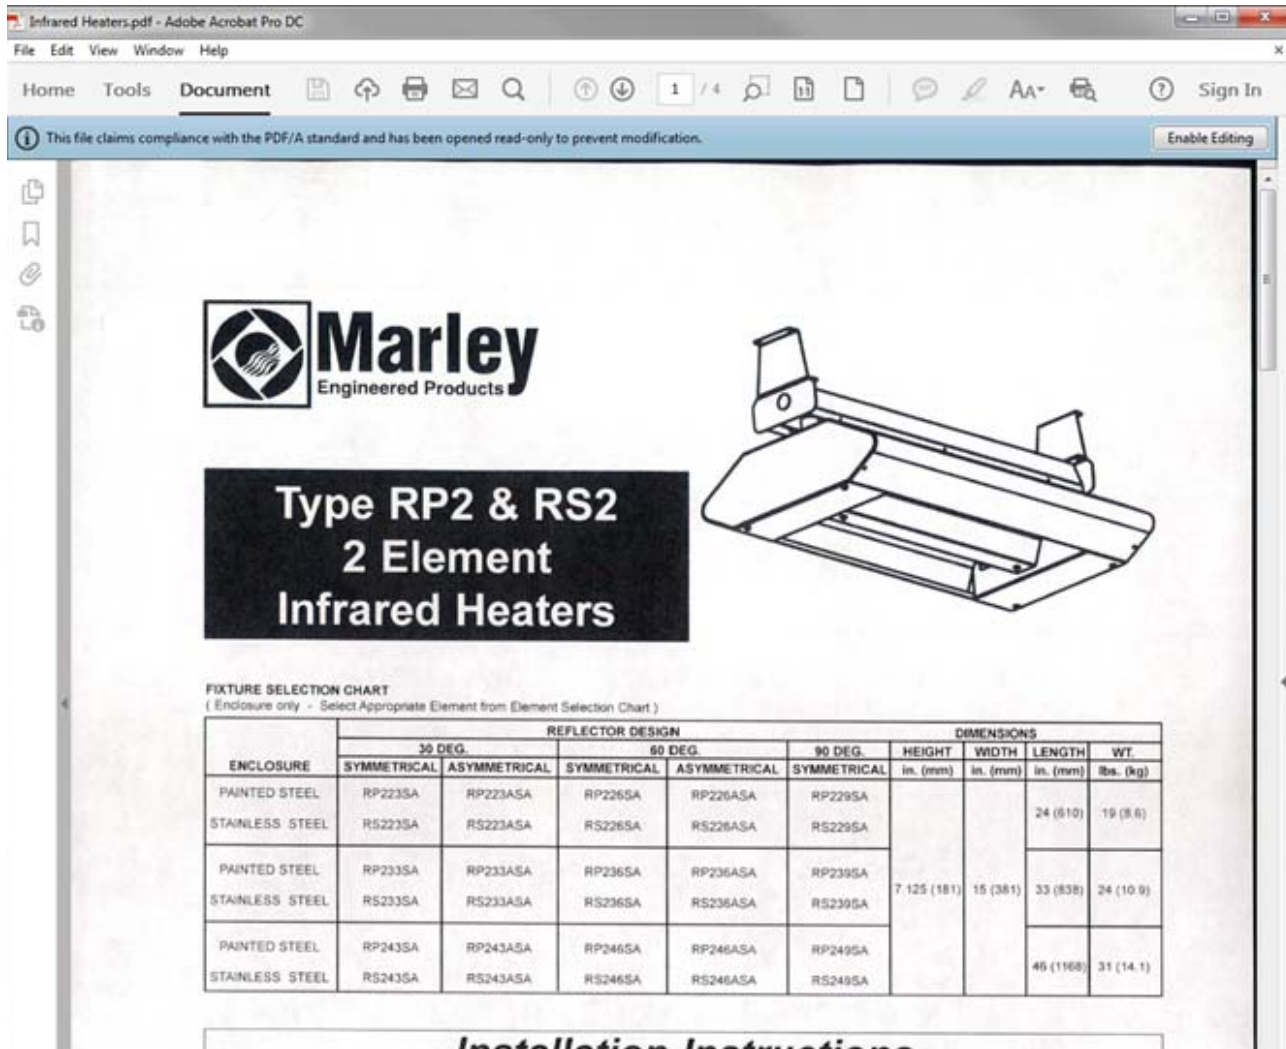 Infrared Heaters.pdf - Adobe Acrobat Pro DC
File Edit View Window Help
Home Tools Document 1 / 4 Sign In
This file claims compliance with the PDF/A standard and has been opened read-only to prevent modification. Enable Editing
Marley
Engineered Products
Type RP2 & RS2
2 Element
Infrared Heaters
FIXTURE SELECTION CHART
( Enclosure only - Select Appropriate Element from Element Selection Chart )
REFLECTOR DESIGN DIMENSIONS
30 DEG. 60 DEG. 90 DEG. HEIGHT WIDTH LENGTH WT.
ENCLOSURE SYMMETRICAL ASYMMETRICAL SYMMETRICAL ASYMMETRICAL SYMMETRICAL in. (mm) in. (mm) in. (mm) lbs. (kg)
PAINTED STEEL RP223SA RP223ASA RP226SA RP226ASA RP229SA
24 (610) 19 (8.6)
STAINLESS STEEL RS223SA RS223ASA RS226SA RS226ASA RS229SA
PAINTED STEEL RP233SA RP233ASA RP236SA RP236ASA RP239SA
7.125 (181) 15 (381) 33 (838) 24 (10.9)
STAINLESS STEEL RS233SA RS233ASA RS236SA RS236ASA RS239SA
PAINTED STEEL RP243SA RP243ASA RP246SA RP246ASA RP249SA
46 (1168) 31 (14.1)
STAINLESS STEEL RS243SA RS243ASA RS246SA RS246ASA RS249SA
Installation Instructions